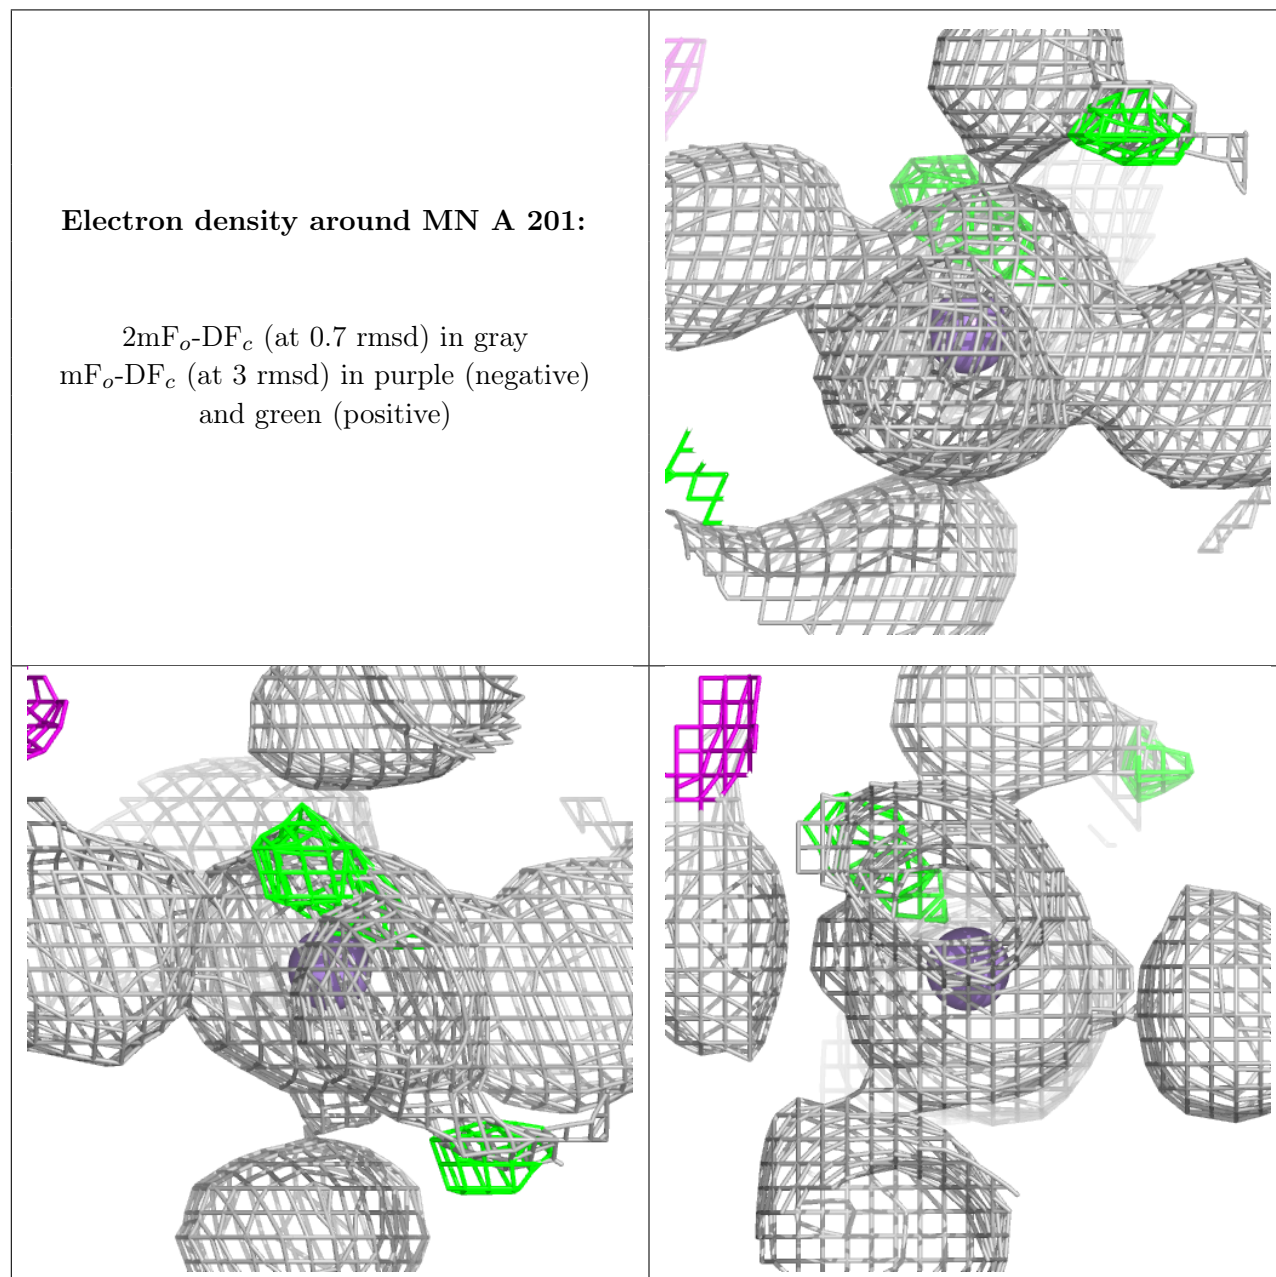 Electron density around MN A 201:
2mFo-DFc (at 0.7 rmsd) in gray
mFo-DFc (at 3 rmsd) in purple (negative)
and green (positive)